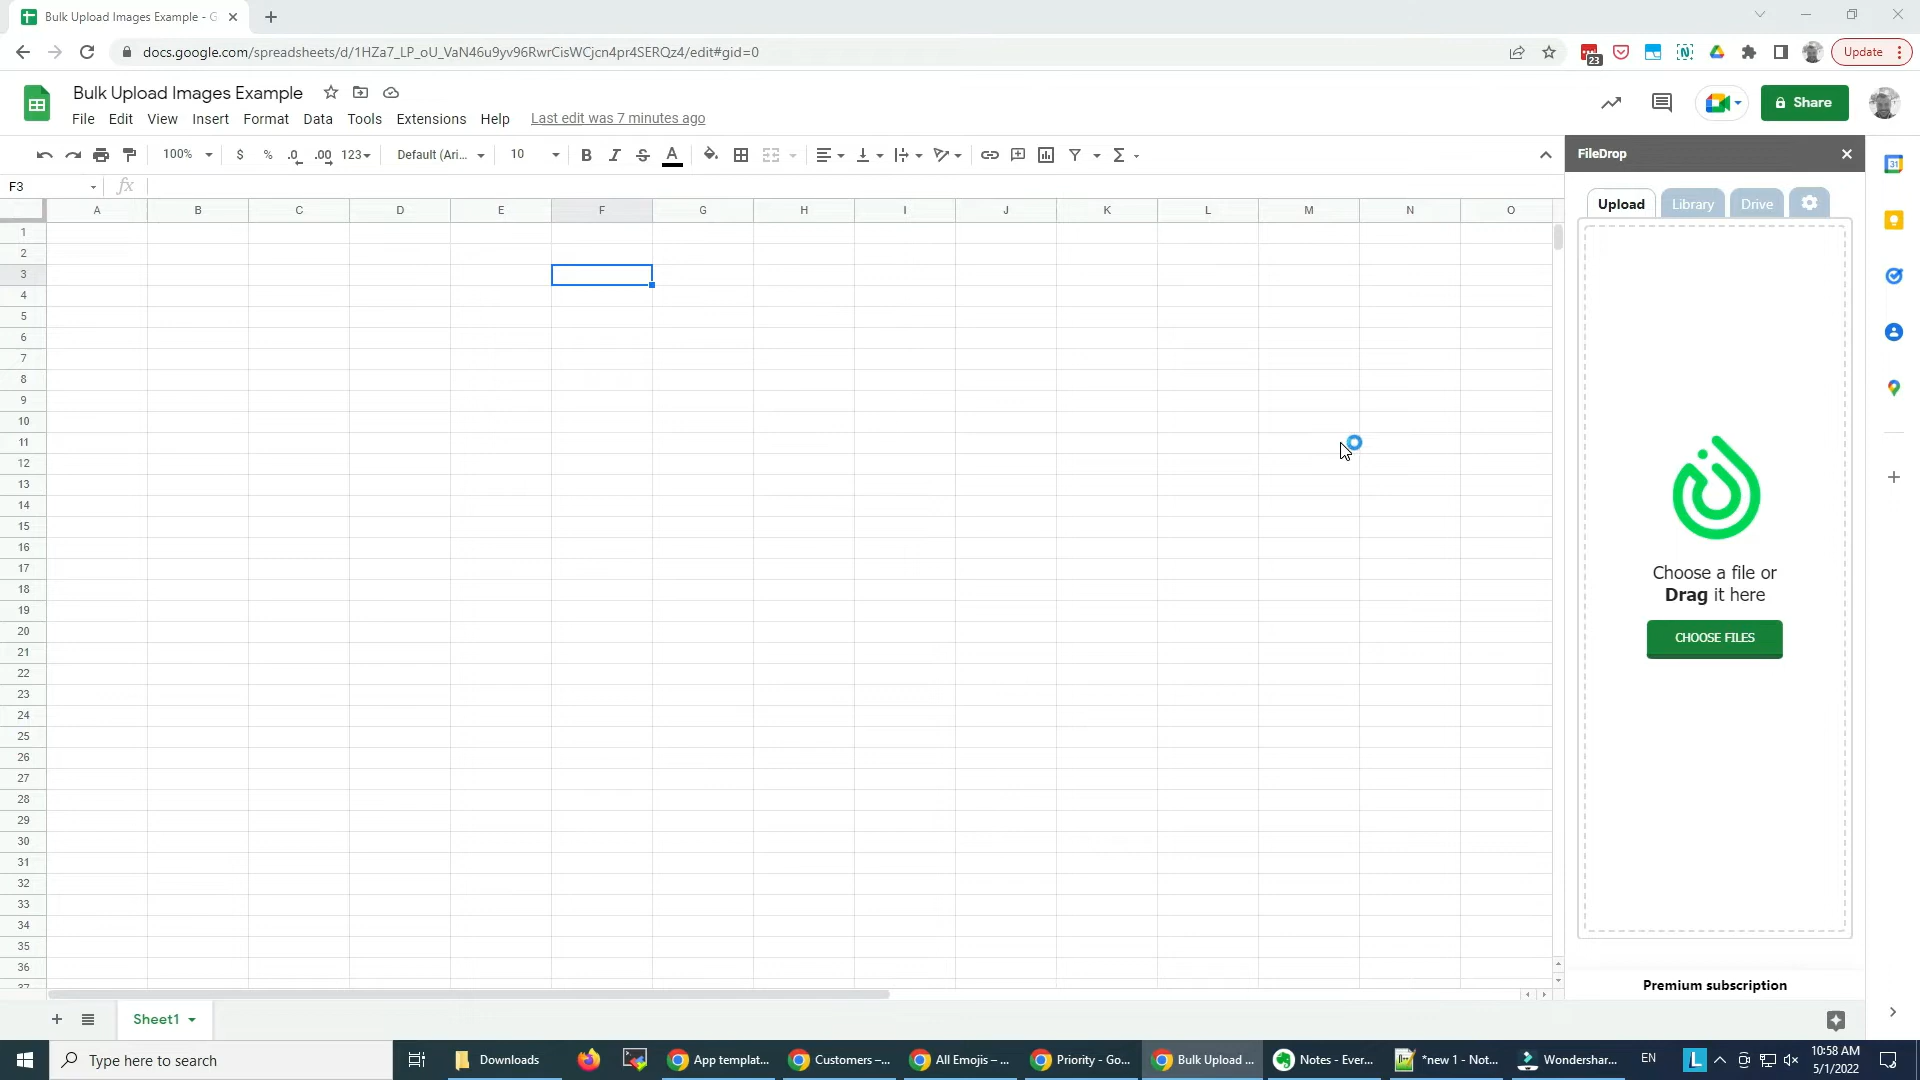 Bulk Upload Images Example - G
docs.google.com/spreadsheets/d/1HZa7_LP_oU_VaN46u9yv96RwrCisWCjcn4pr4SERQz4/edit#gid=0
23
Update
Bulk Upload Images Example
File Edit View Insert Format Data Tools Extensions Help Last edit was 7 minutes ago
Share
100% $ % .0 .00 123 Default (Ari... 10 B I S A
FileDrop
31
F3 fx
Upload Library Drive
A B C D E F G H I J K L M N O
1
2
3
4
5
6
7
8
9
10
11
12
13
14
15
16
17
18
19
20
21
22
23
24
25
26
27
28
29
30
31
32
33
34
35
36
37
Choose a file or
Drag it here
CHOOSE FILES
Premium subscription
Sheet1
Type here to search
Downloads
App templat...
Customers –...
All Emojis – ...
Priority - Go...
Bulk Upload ...
Notes - Ever...
*new 1 - Not...
Wondershar...
EN
L
10:58 AM
5/1/2022